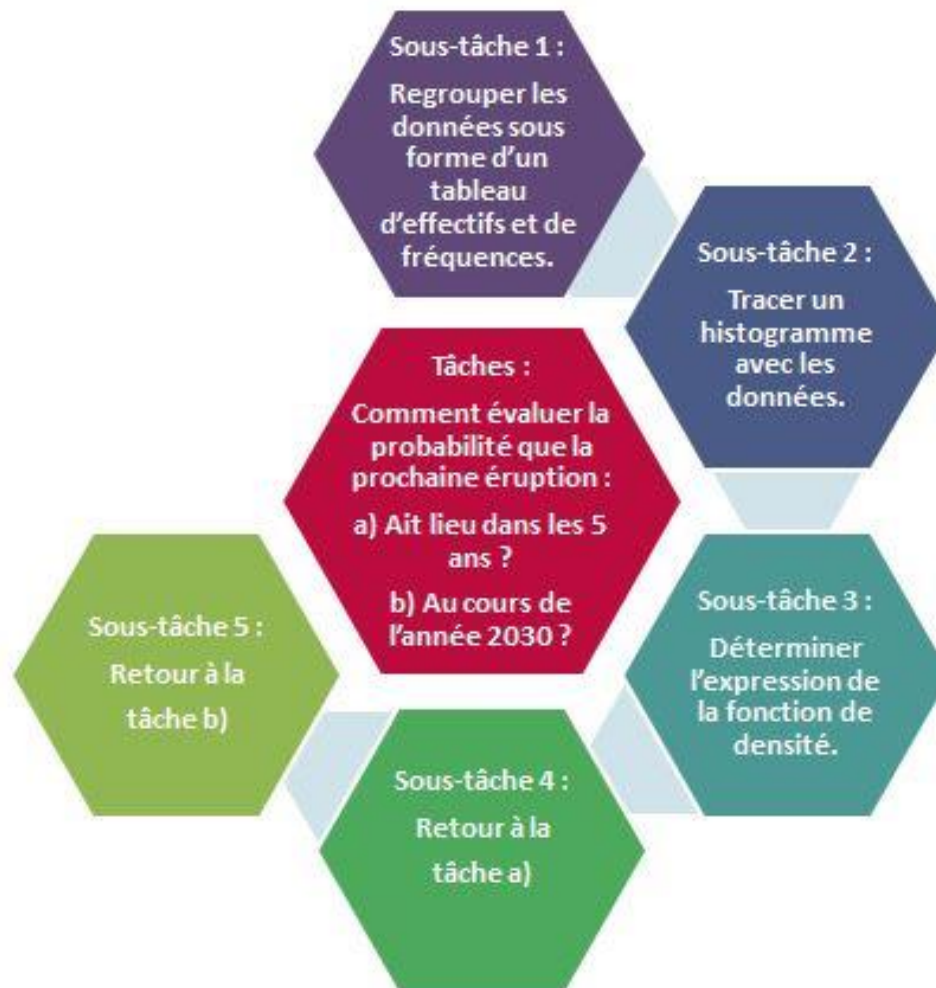 Sous-tâche 1 :
Regrouper les
données sous
forme d’un
tableau
d’effectifs et de
fréquences.
Sous-tâche 2 :
Tracer un
histogramme
avec les
données.
Tâches :
Comment évaluer la
probabilité que la
prochaine éruption :
a) Ait lieu dans les 5
ans ?
b) Au cours de
l’année 2030 ?
Sous-tâche 3 :
Déterminer
l’expression de
la fonction de
densité.
Sous-tâche 4 :
Retour à la
tâche a)
Sous-tâche 5 :
Retour à la
tâche b)